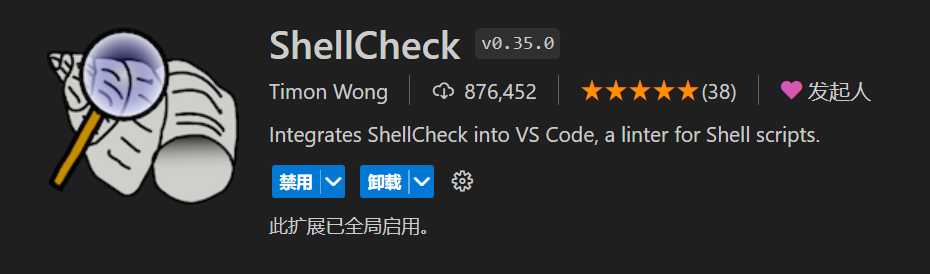 ShellCheck v0.35.0
Timon Wong 876,452 ★★★★★(38) 发起人
Integrates ShellCheck into VS Code, a linter for Shell scripts.
禁用 卸载
此扩展已全局启用。